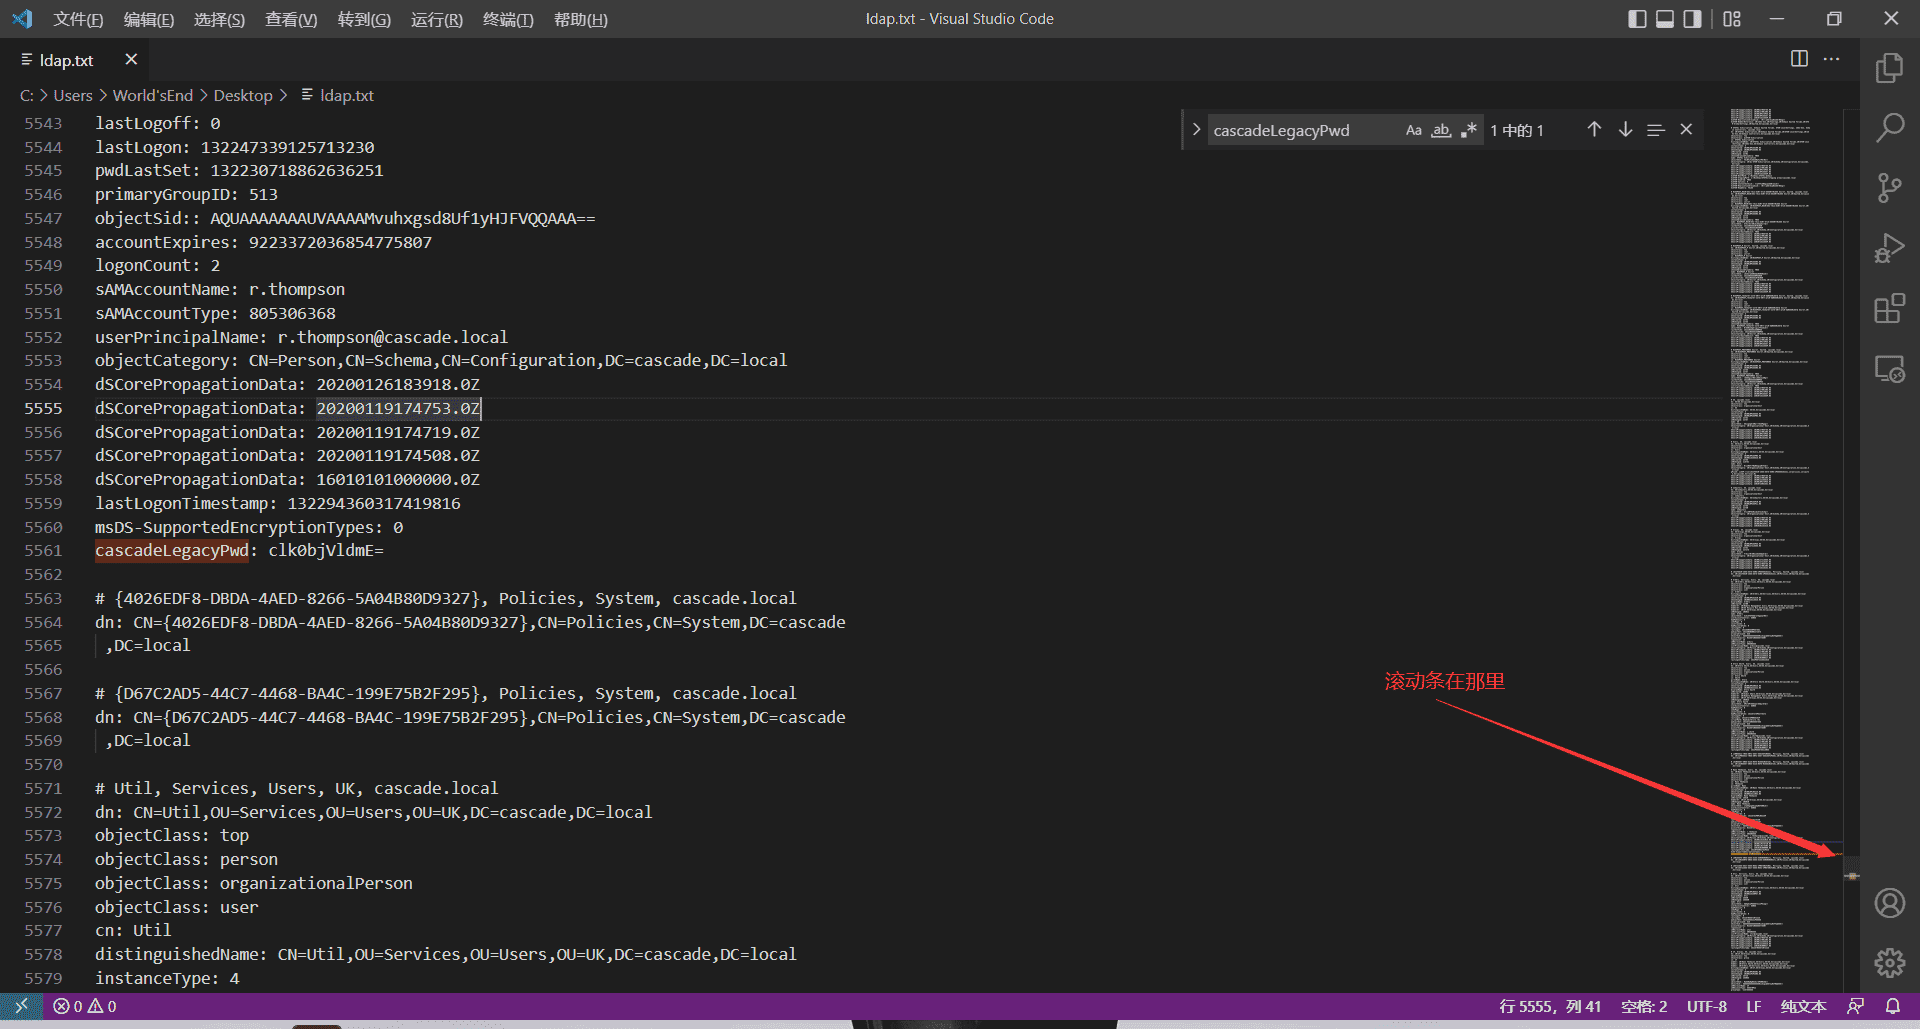 文件(F) 编辑(E) 选择(S) 查看(V) 转到(G) 运行(R) 终端(T) 帮助(H) ldap.txt - Visual Studio Code
ldap.txt
C: > Users > World'sEnd > Desktop > ldap.txt
cascadeLegacyPwd Aa ab .* 1 中的 1
5543 lastLogoff: 0
5544 lastLogon: 132247339125713230
5545 pwdLastSet: 132230718862636251
5546 primaryGroupID: 513
5547 objectSid:: AQUAAAAAAAUVAAAAMvuhxgsd8Uf1yHJFVQQAAA==
5548 accountExpires: 9223372036854775807
5549 logonCount: 2
5550 sAMAccountName: r.thompson
5551 sAMAccountType: 805306368
5552 userPrincipalName: r.thompson@cascade.local
5553 objectCategory: CN=Person,CN=Schema,CN=Configuration,DC=cascade,DC=local
5554 dSCorePropagationData: 20200126183918.0Z
5555 dSCorePropagationData: 20200119174753.0Z
5556 dSCorePropagationData: 20200119174719.0Z
5557 dSCorePropagationData: 20200119174508.0Z
5558 dSCorePropagationData: 16010101000000.0Z
5559 lastLogonTimestamp: 132294360317419816
5560 msDS-SupportedEncryptionTypes: 0
5561 cascadeLegacyPwd: clk0bjVldmE=
5562
5563 # {4026EDF8-DBDA-4AED-8266-5A04B80D9327}, Policies, System, cascade.local
5564 dn: CN={4026EDF8-DBDA-4AED-8266-5A04B80D9327},CN=Policies,CN=System,DC=cascade
5565 ,DC=local
5566
5567 # {D67C2AD5-44C7-4468-BA4C-199E75B2F295}, Policies, System, cascade.local
5568 dn: CN={D67C2AD5-44C7-4468-BA4C-199E75B2F295},CN=Policies,CN=System,DC=cascade
5569 ,DC=local
5570
5571 # Util, Services, Users, UK, cascade.local
5572 dn: CN=Util,OU=Services,OU=Users,OU=UK,DC=cascade,DC=local
5573 objectClass: top
5574 objectClass: person
5575 objectClass: organizationalPerson
5576 objectClass: user
5577 cn: Util
5578 distinguishedName: CN=Util,OU=Services,OU=Users,OU=UK,DC=cascade,DC=local
5579 instanceType: 4
滚动条在那里
0 0 行 5555，列 41 空格: 2 UTF-8 LF 纯文本